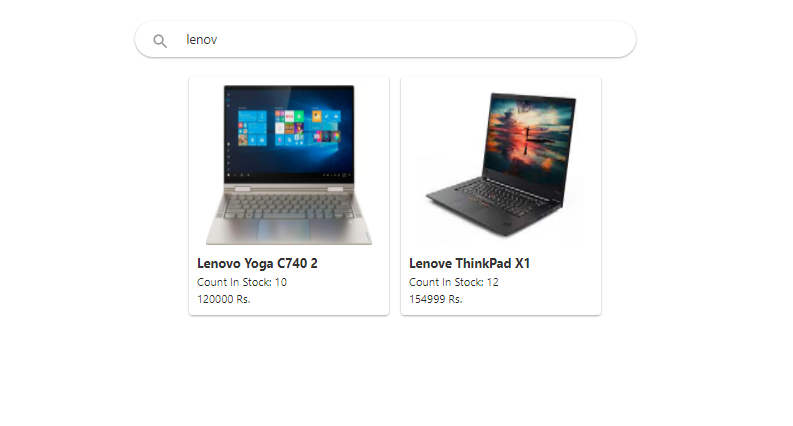 lenov
Lenovo Yoga C740 2
Count In Stock: 10
120000 Rs.
Lenove ThinkPad X1
Count In Stock: 12
154999 Rs.